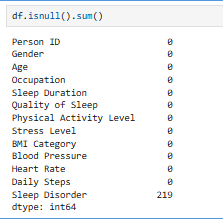 df.isnull().sum()
Person ID 0
Gender 0
Age 0
Occupation 0
Sleep Duration 0
Quality of Sleep 0
Physical Activity Level 0
Stress Level 0
BMI Category 0
Blood Pressure 0
Heart Rate 0
Daily Steps 0
Sleep Disorder 219
dtype: int64